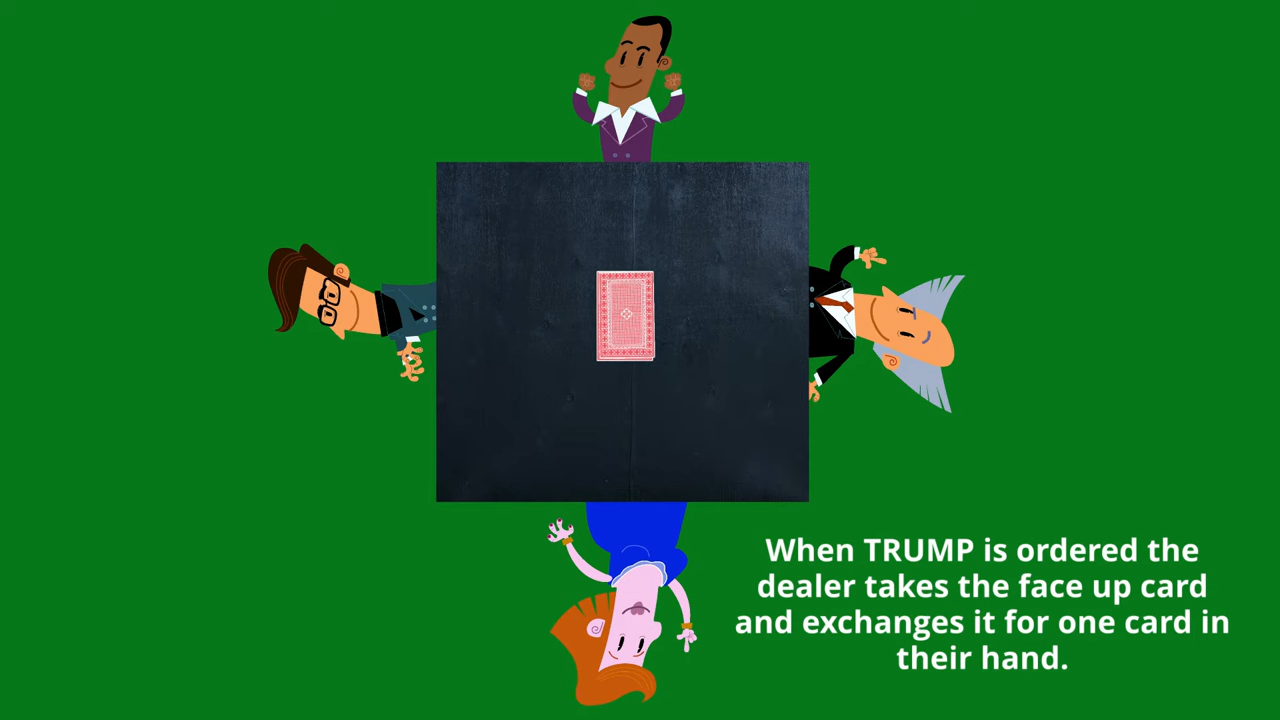 When TRUMP is ordered the
dealer takes the face up card
and exchanges it for one card in
their hand.